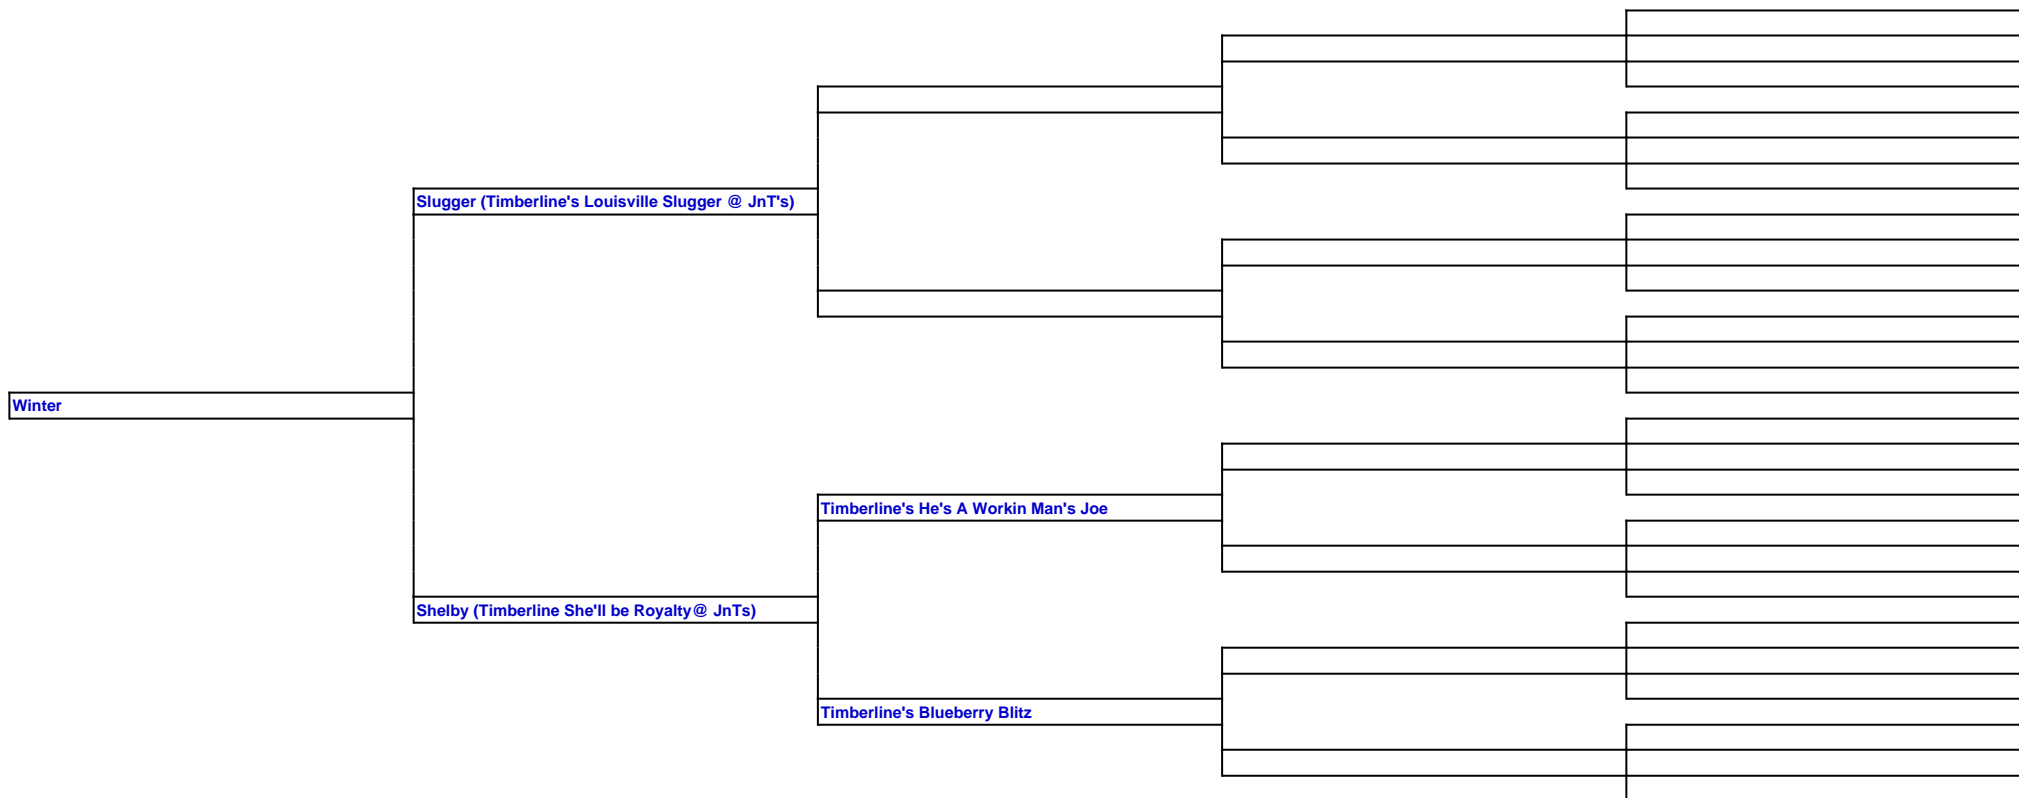 Slugger (Timberline's Louisville Slugger @ JnT's)
Winter
Timberline's He's A Workin Man's Joe
Shelby (Timberline She'll be Royalty@ JnTs)
Timberline's Blueberry Blitz